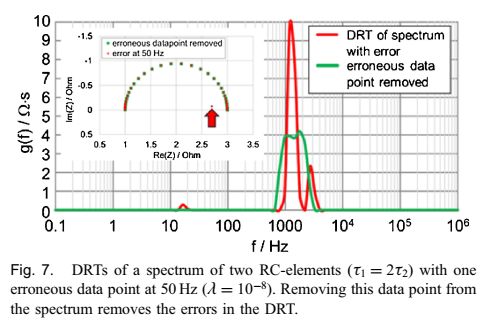 10
9
8
7
6
5
4
3
2
1
0
g(f) / Ω·s
0.1 1 10 100 1000 10⁴ 10⁵ 10⁶
f / Hz
-1.5
-1
-0.5
0
0.5
Im(Z) / Ohm
0.5 1 1.5 2 2.5 3 3.5
Re(Z) / Ohm
erroneous datapoint removed
error at 50 Hz
DRT of spectrum
with error
erroneous data
point removed
Fig. 7. DRTs of a spectrum of two RC-elements (τ₁ = 2τ₂) with one
erroneous data point at 50 Hz (λ = 10⁻⁸). Removing this data point from
the spectrum removes the errors in the DRT.